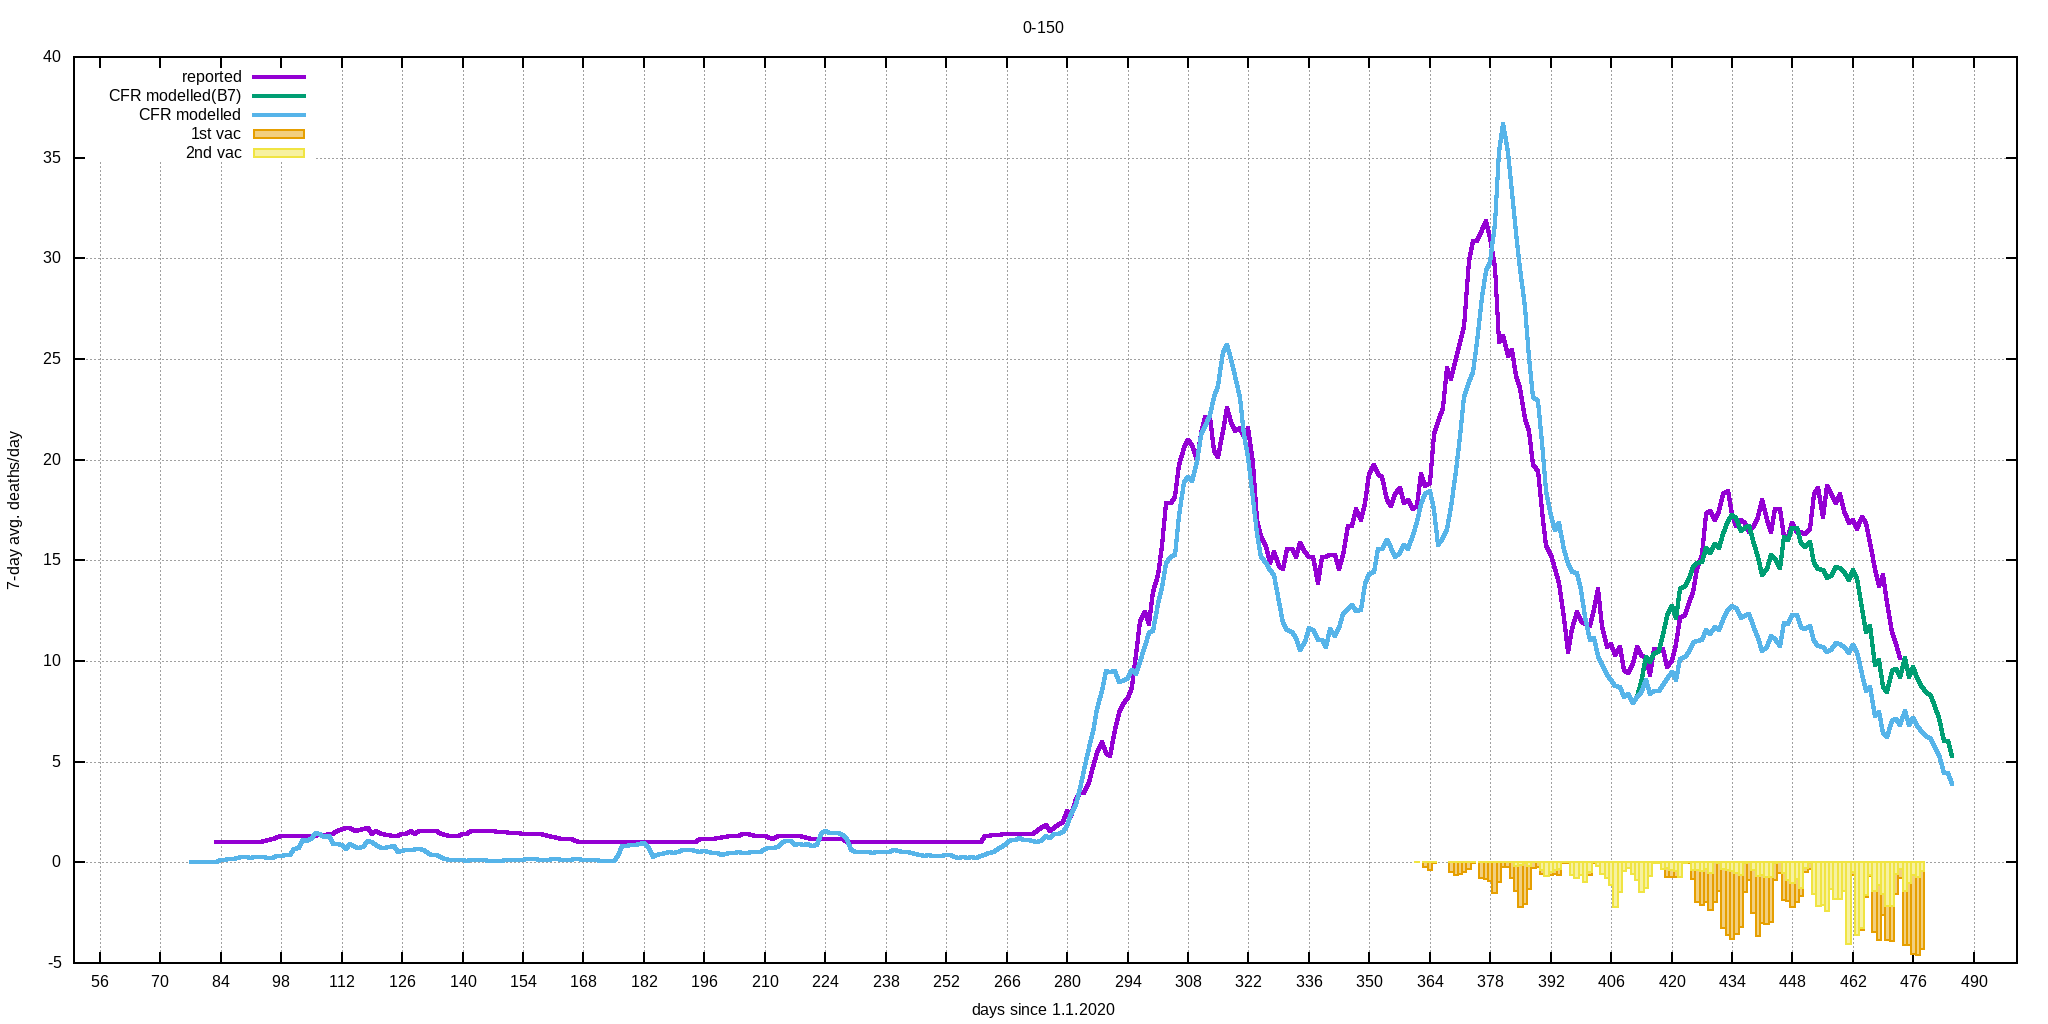 0-150
40
35
30
25
20
15
10
5
0
-5
7-day avg. deaths/day
reported
CFR modelled(B7)
CFR modelled
1st vac
2nd vac
56 70 84 98 112 126 140 154 168 182 196 210 224 238 252 266 280 294 308 322 336 350 364 378 392 406 420 434 448 462 476 490
days since 1.1.2020